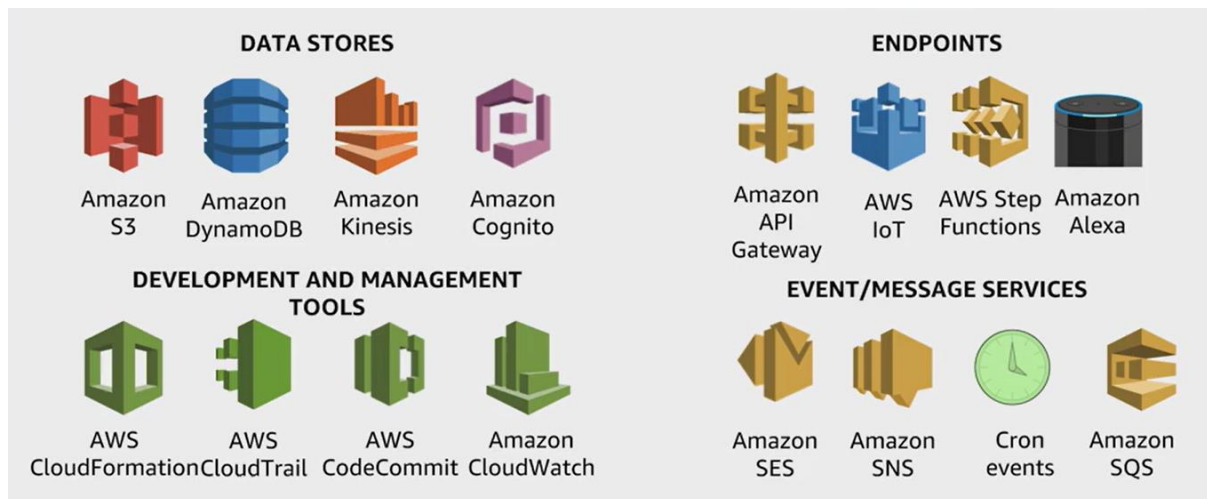 DATA STORES
Amazon
S3
Amazon
DynamoDB
Amazon
Kinesis
Amazon
Cognito
ENDPOINTS
Amazon
API
Gateway
AWS
IoT
AWS Step
Functions
Amazon
Alexa
DEVELOPMENT AND MANAGEMENT
TOOLS
AWS
CloudFormation
AWS
CloudTrail
AWS
CodeCommit
Amazon
CloudWatch
EVENT/MESSAGE SERVICES
Amazon
SES
Amazon
SNS
Cron
events
Amazon
SQS